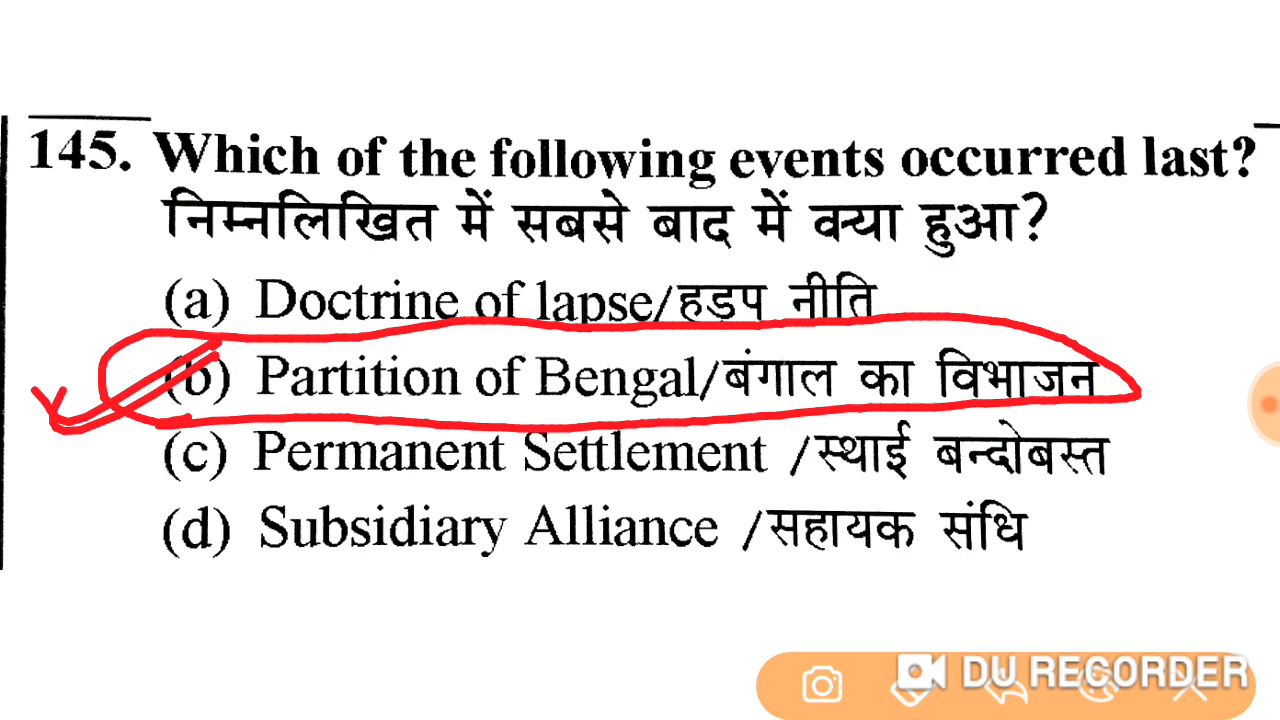 145. Which of the following events occurred last?
निम्नलिखित में सबसे बाद में क्या हुआ?
(a) Doctrine of lapse/हड़प नीति
(b) Partition of Bengal/बंगाल का विभाजन
(c) Permanent Settlement /स्थाई बन्दोबस्त
(d) Subsidiary Alliance /सहायक संधि
DU RECORDER